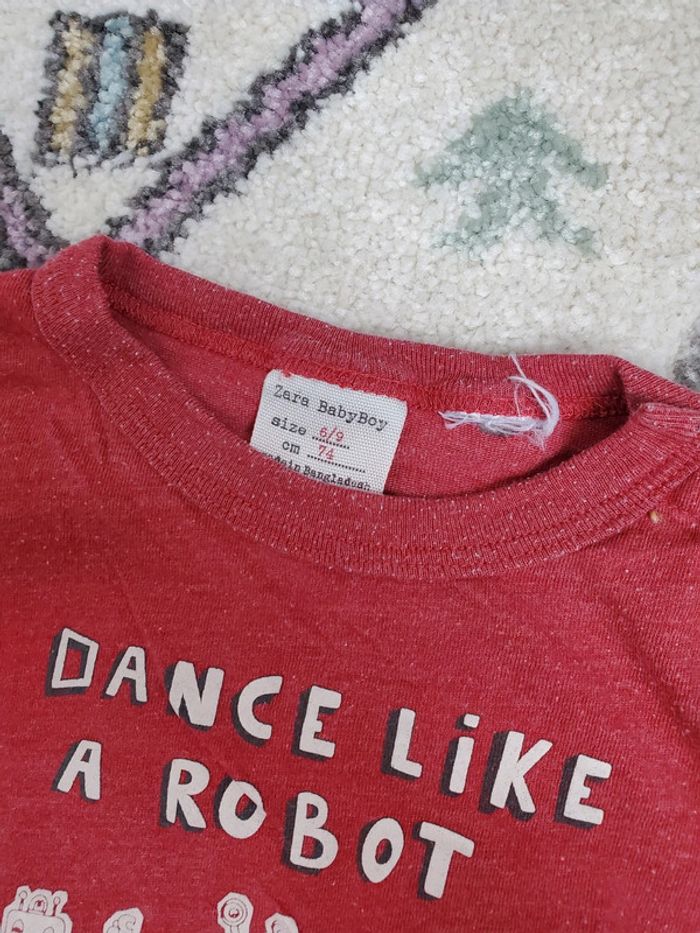 Zara BabyBoy
size 6/9
cm 74
Bangladesh
DANCE LiKE
A ROBOT